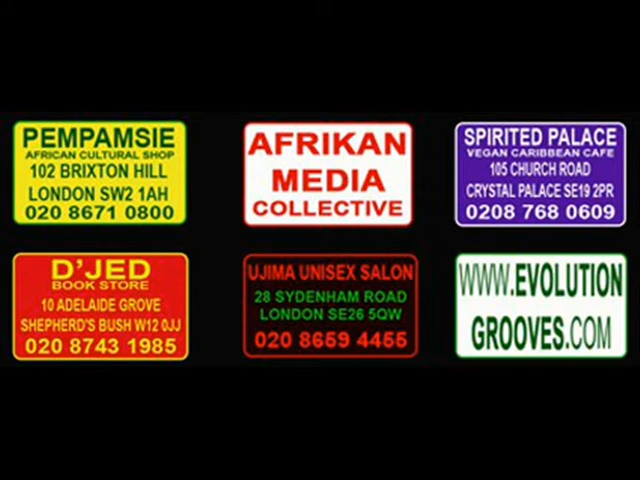 PEMPAMSIE
AFRICAN CULTURAL SHOP
102 BRIXTON HILL
LONDON SW2 1AH
020 8671 0800
AFRIKAN
MEDIA
COLLECTIVE
SPIRITED PALACE
VEGAN CARIBBEAN CAFE
105 CHURCH ROAD
CRYSTAL PALACE SE19 2PR
0208 768 0609
D'JED
BOOK STORE
10 ADELAIDE GROVE
SHEPHERD'S BUSH W12 0JJ
020 8743 1985
UJIMA UNISEX SALON
28 SYDENHAM ROAD
LONDON SE26 5QW
020 8659 4455
WWW.EVOLUTION
GROOVES.COM